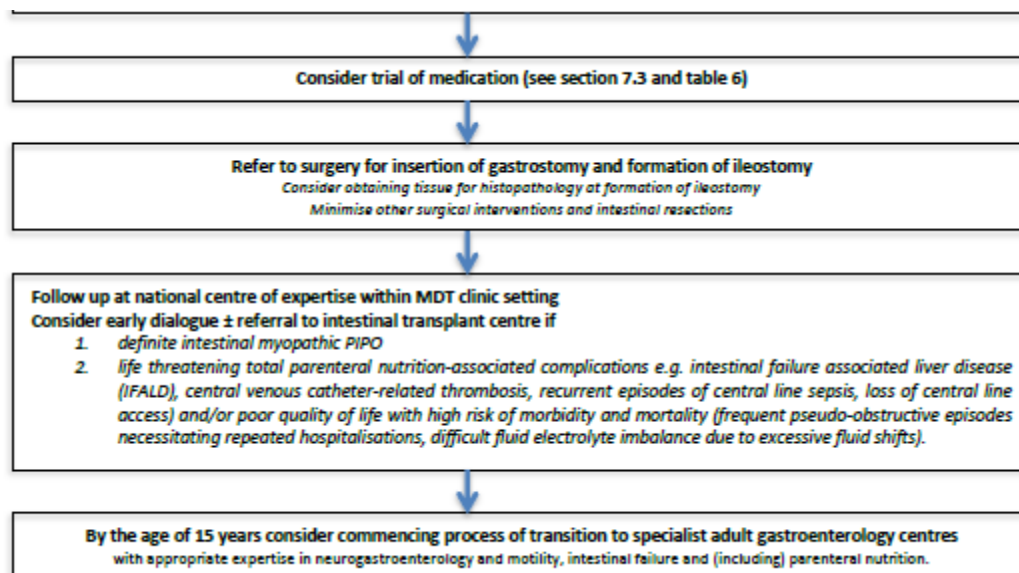 Consider trial of medication (see section 7.3 and table 6)
Refer to surgery for insertion of gastrostomy and formation of ileostomy
Consider obtaining tissue for histopathology at formation of ileostomy
Minimise other surgical interventions and intestinal resections
Follow up at national centre of expertise within MDT clinic setting
Consider early dialogue ± referral to intestinal transplant centre if
1. definite intestinal myopathic PIPO
2. life threatening total parenteral nutrition-associated complications e.g. intestinal failure associated liver disease
(IFALD), central venous catheter-related thrombosis, recurrent episodes of central line sepsis, loss of central line
access) and/or poor quality of life with high risk of morbidity and mortality (frequent pseudo-obstructive episodes
necessitating repeated hospitalisations, difficult fluid electrolyte imbalance due to excessive fluid shifts).
By the age of 15 years consider commencing process of transition to specialist adult gastroenterology centres
with appropriate expertise in neurogastroenterology and motility, intestinal failure and (including) parenteral nutrition.